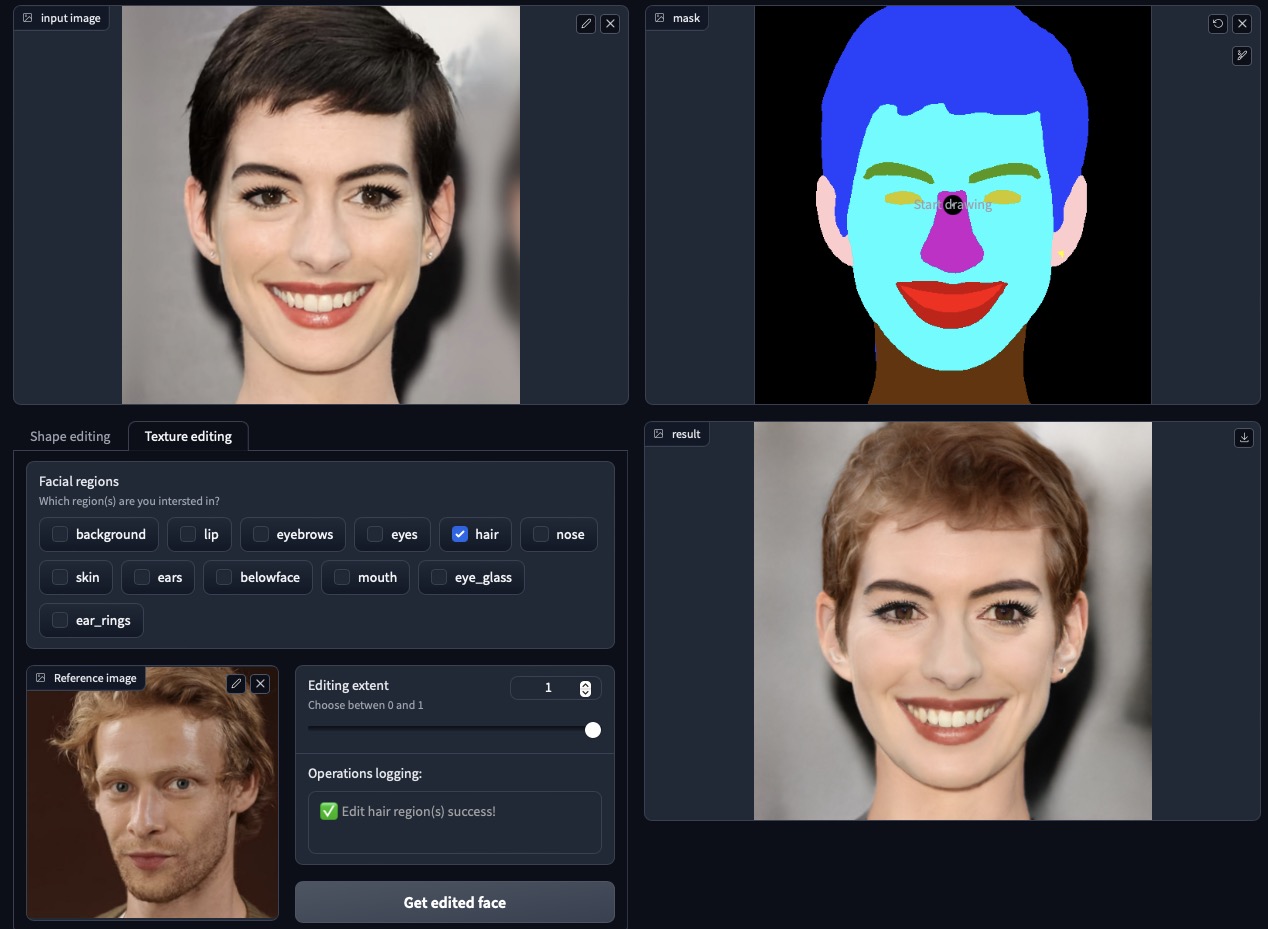 input image
mask
Start drawing
Shape editing
Texture editing
result
Facial regions
Which region(s) are you intersted in?
background
lip
eyebrows
eyes
hair
nose
skin
ears
belowface
mouth
eye_glass
ear_rings
Reference image
Editing extent
1
Choose betwen 0 and 1
Operations logging:
✅ Edit hair region(s) success!
Get edited face